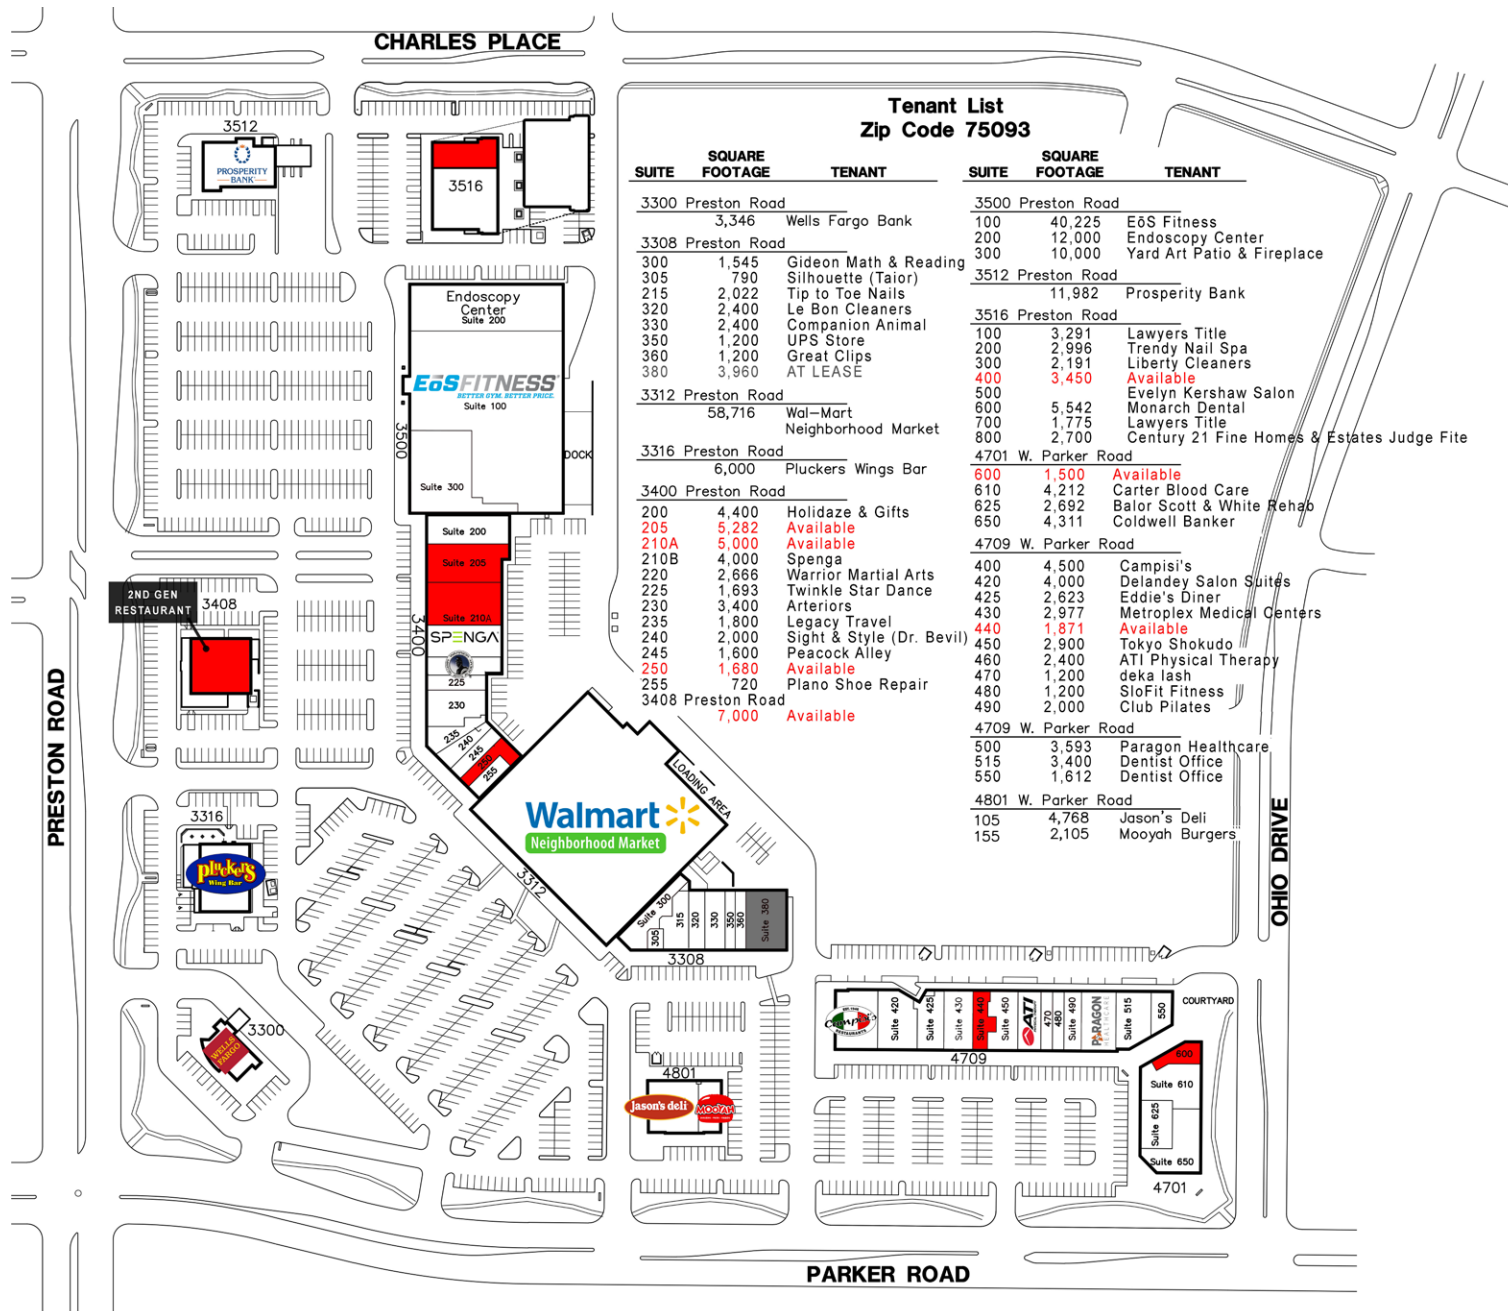 CHARLES PLACE
Tenant List
Zip Code 75093
SUITE SQUARE FOOTAGE TENANT
3300 Preston Road
3,346 Wells Fargo Bank
3308 Preston Road
300 1,545 Gideon Math & Reading
305 790 Silhouette (Taior)
215 2,022 Tip to Toe Nails
320 2,400 Le Bon Cleaners
330 2,400 Companion Animal
350 1,200 UPS Store
360 1,200 Great Clips
380 3,960 AT LEASE
3312 Preston Road
58,716 Wal-Mart
Neighborhood Market
3316 Preston Road
6,000 Pluckers Wings Bar
3400 Preston Road
200 4,400 Holidaze & Gifts
205 5,282 Available
210A 5,000 Available
210B 4,000 Spenga
220 2,666 Warrior Martial Arts
225 1,693 Twinkle Star Dance
230 3,400 Arteriors
235 1,800 Legacy Travel
240 2,000 Sight & Style (Dr. Bevil)
245 1,600 Peacock Alley
250 1,680 Available
255 720 Plano Shoe Repair
3408 Preston Road
7,000 Available
SUITE SQUARE FOOTAGE TENANT
3500 Preston Road
100 40,225 EōS Fitness
200 12,000 Endoscopy Center
300 10,000 Yard Art Patio & Fireplace
3512 Preston Road
11,982 Prosperity Bank
3516 Preston Road
100 3,291 Lawyers Title
200 2,996 Trendy Nail Spa
300 2,191 Liberty Cleaners
400 3,450 Available
500 Evelyn Kershaw Salon
600 5,542 Monarch Dental
700 1,775 Lawyers Title
800 2,700 Century 21 Fine Homes & Estates Judge Fite
4701 W. Parker Road
600 1,500 Available
610 4,212 Carter Blood Care
625 2,692 Balor Scott & White Rehab
650 4,311 Coldwell Banker
4709 W. Parker Road
400 4,500 Campisi's
420 4,000 Delandey Salon Suites
425 2,623 Eddie's Diner
430 2,977 Metroplex Medical Centers
440 1,871 Available
450 2,900 Tokyo Shokudo
460 2,400 ATI Physical Therapy
470 1,200 deka lash
480 1,200 SloFit Fitness
490 2,000 Club Pilates
4709 W. Parker Road
500 3,593 Paragon Healthcare
515 3,400 Dentist Office
550 1,612 Dentist Office
4801 W. Parker Road
105 4,768 Jason's Deli
155 2,105 Mooyah Burgers
3512
PROSPERITY
BANK
3516
Endoscopy
Center
Suite 200
EōS FITNESS
BETTER GYM. BETTER PRICE.
Suite 100
3500
DOCK
Suite 300
Suite 200
Suite 205
Suite 210A
3400
SPENGA
225
230
235
240
245
250
255
2ND GEN
RESTAURANT
3408
PRESTON ROAD
3316
Pluckers
Wing Bar
Walmart
Neighborhood Market
LOADING AREA
3312
Suite 300
305
315
320
330
350
360
Suite 380
3308
3300
WELLS
FARGO
4801
Jason's deli
MOOYAH
OHIO DRIVE
Campisi's
RESTAURANTS
Suite 420
Suite 425
Suite 430
Suite 440
Suite 450
ATI
470
480
Suite 490
PARAGON
HEALTHCARE
Suite 515
550
COURTYARD
4709
600
Suite 610
Suite 625
Suite 650
4701
PARKER ROAD